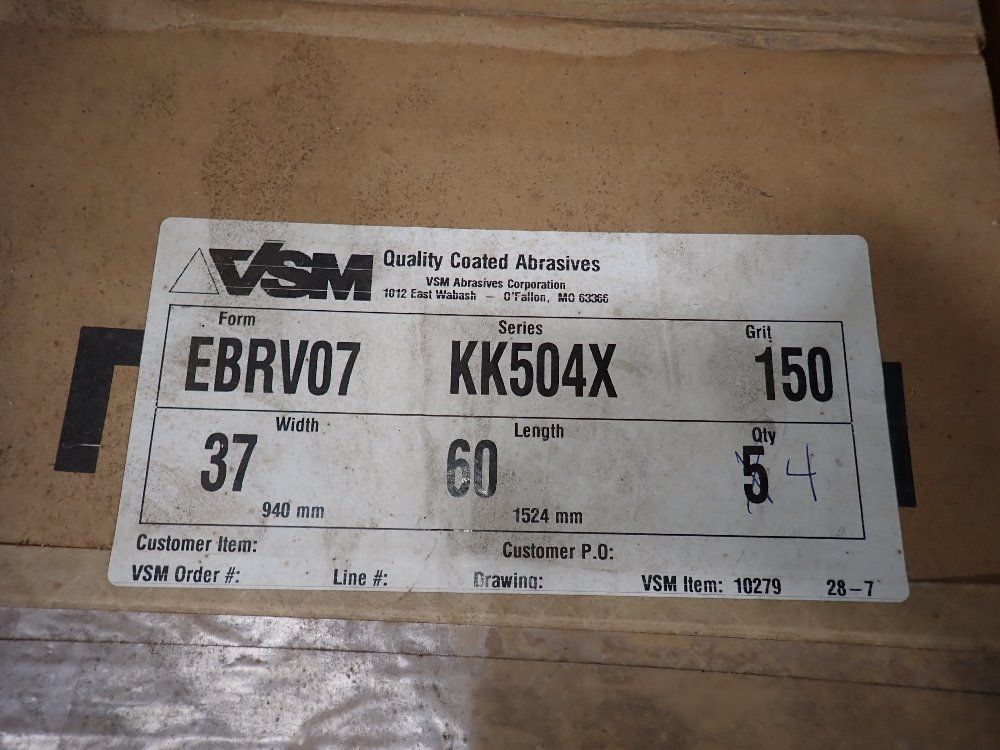 VSM Quality Coated Abrasives
VSM Abrasives Corporation
1012 East Wabash – O'Fallon, MO 63366
Form Series Grit
EBRV07 KK504X 150
Width Length Qty
37 60 5 4
940 mm 1524 mm
Customer Item: Customer P.O:
VSM Order #: Line #: Drawing: VSM Item: 10279 28-7